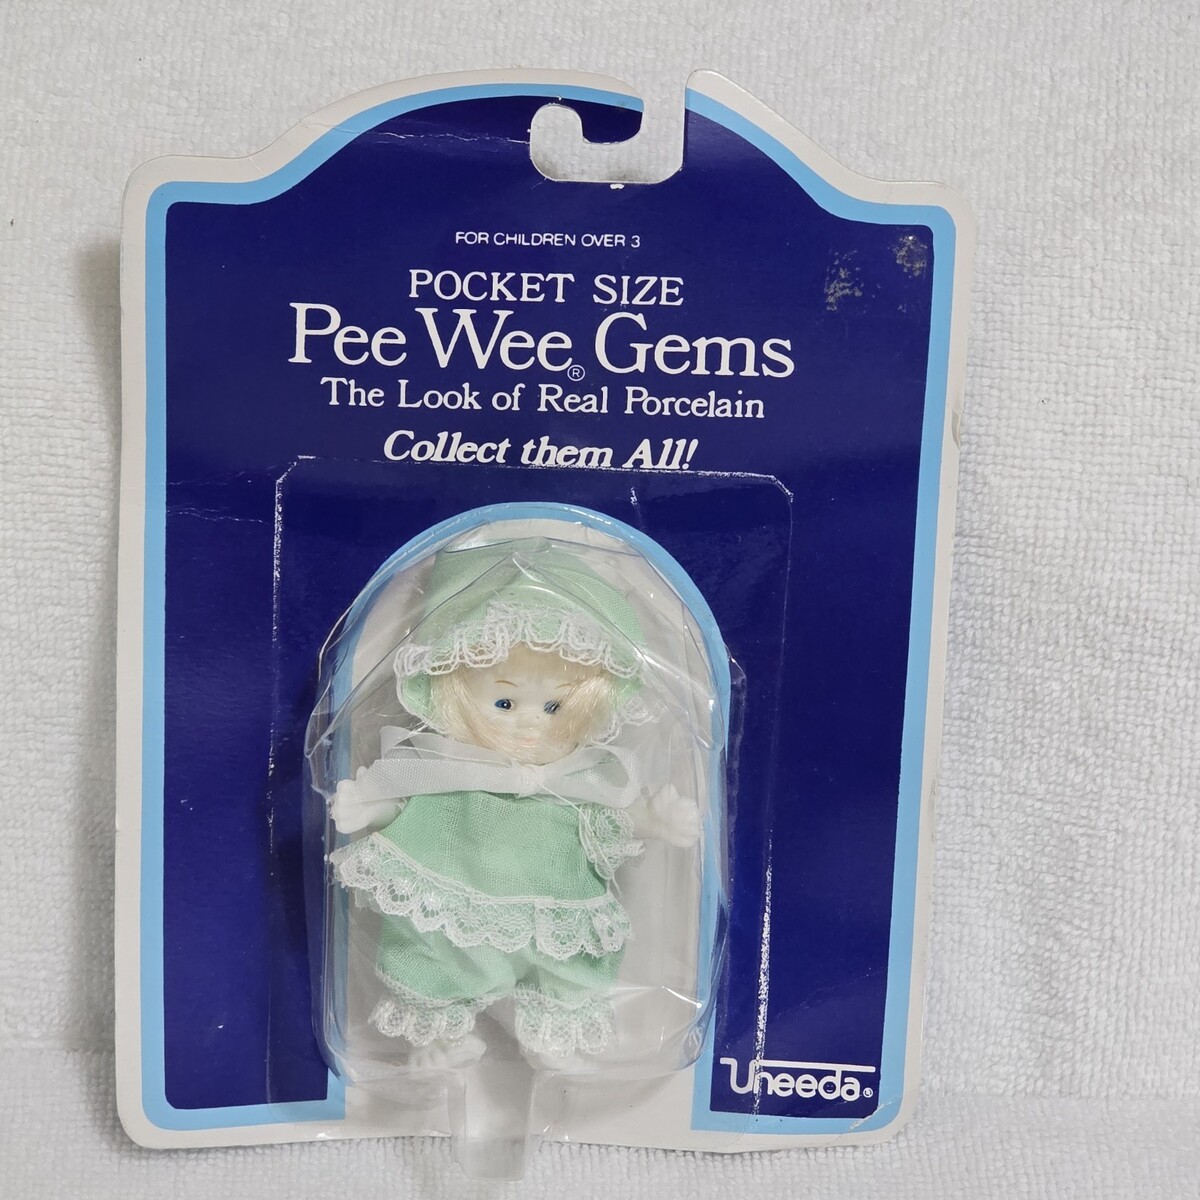 FOR CHILDREN OVER 3
POCKET SIZE
Pee Wee® Gems
The Look of Real Porcelain
Collect them All!
Uneeda®